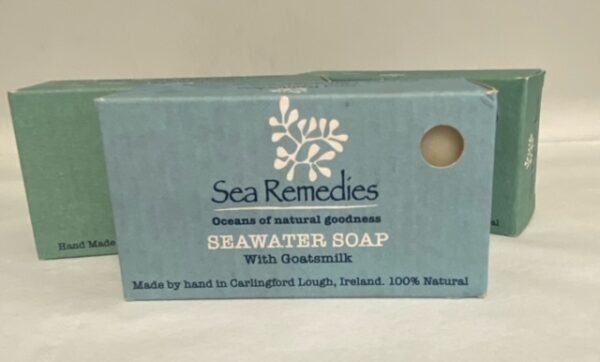 Sea Remedies
Oceans of natural goodness
SEAWATER SOAP
With Goatsmilk
Made by hand in Carlingford Lough, Ireland. 100% Natural
Hand Made
al